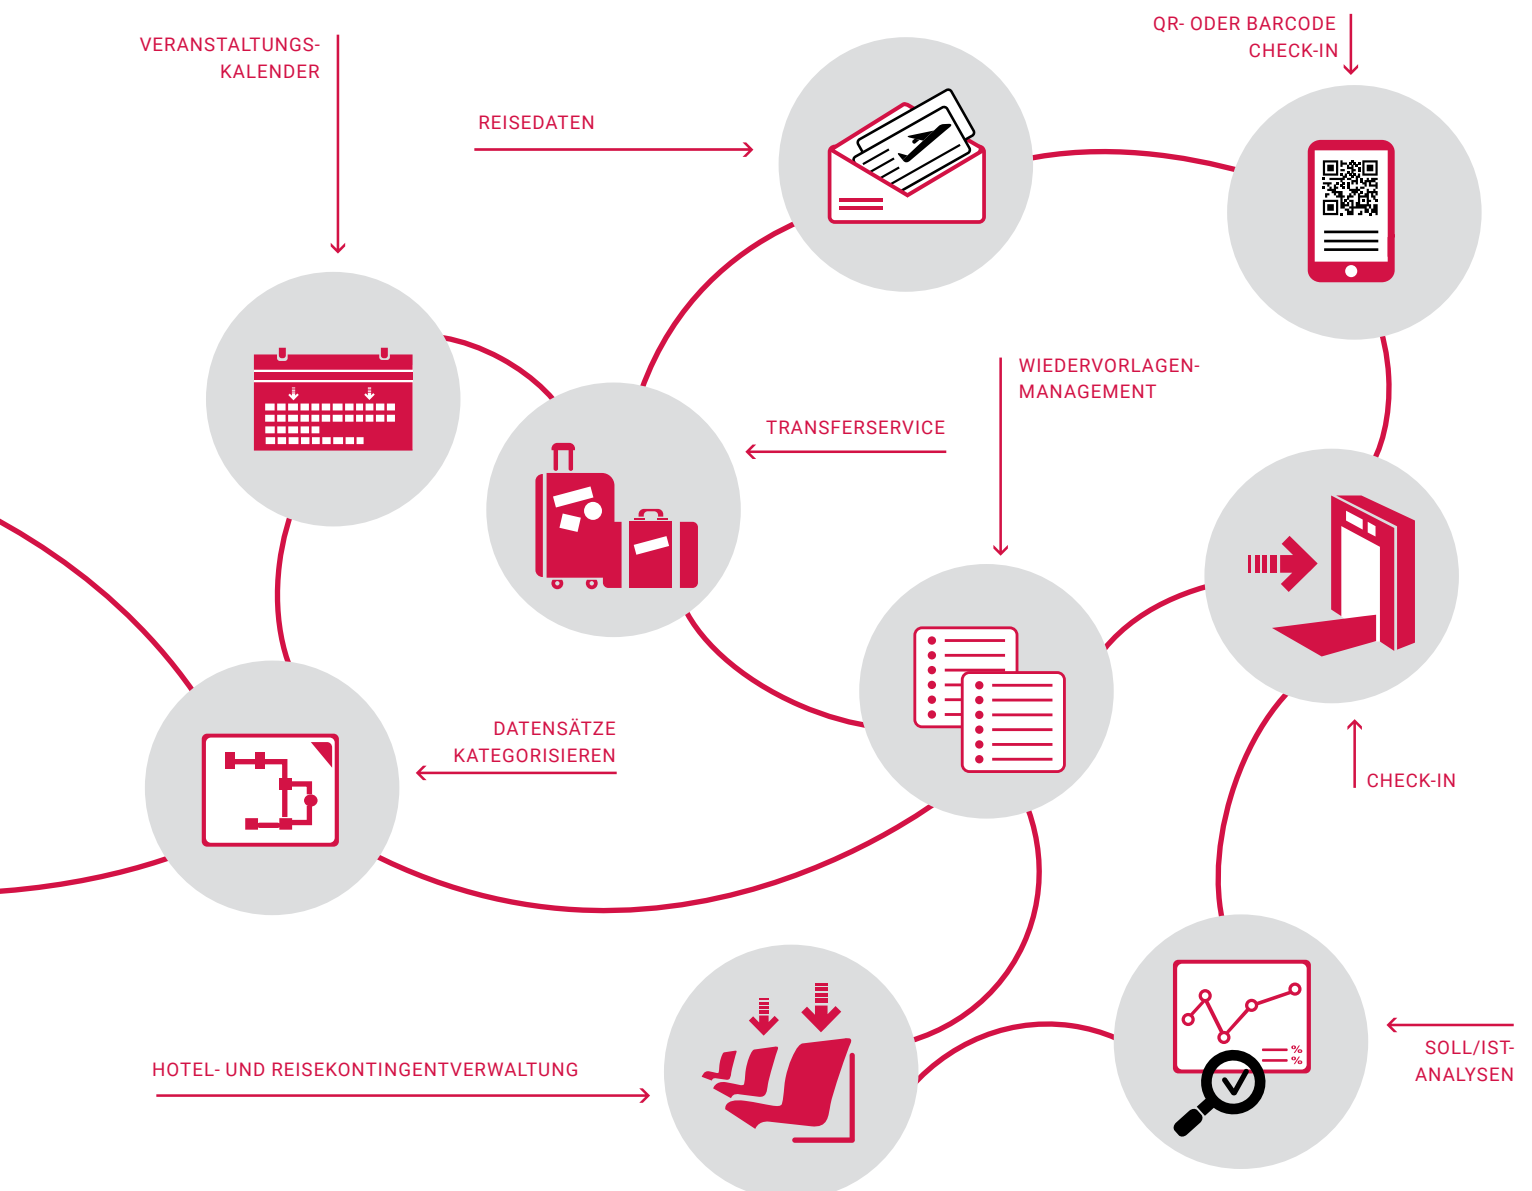 VERANSTALTUNGS-
KALENDER
QR- ODER BARCODE
CHECK-IN
REISEDATEN
WIEDERVORLAGEN-
MANAGEMENT
TRANSFERSERVICE
DATENSÄTZE
KATEGORISIEREN
CHECK-IN
HOTEL- UND REISEKONTINGENTVERWALTUNG
SOLL/IST-
ANALYSEN
%
%